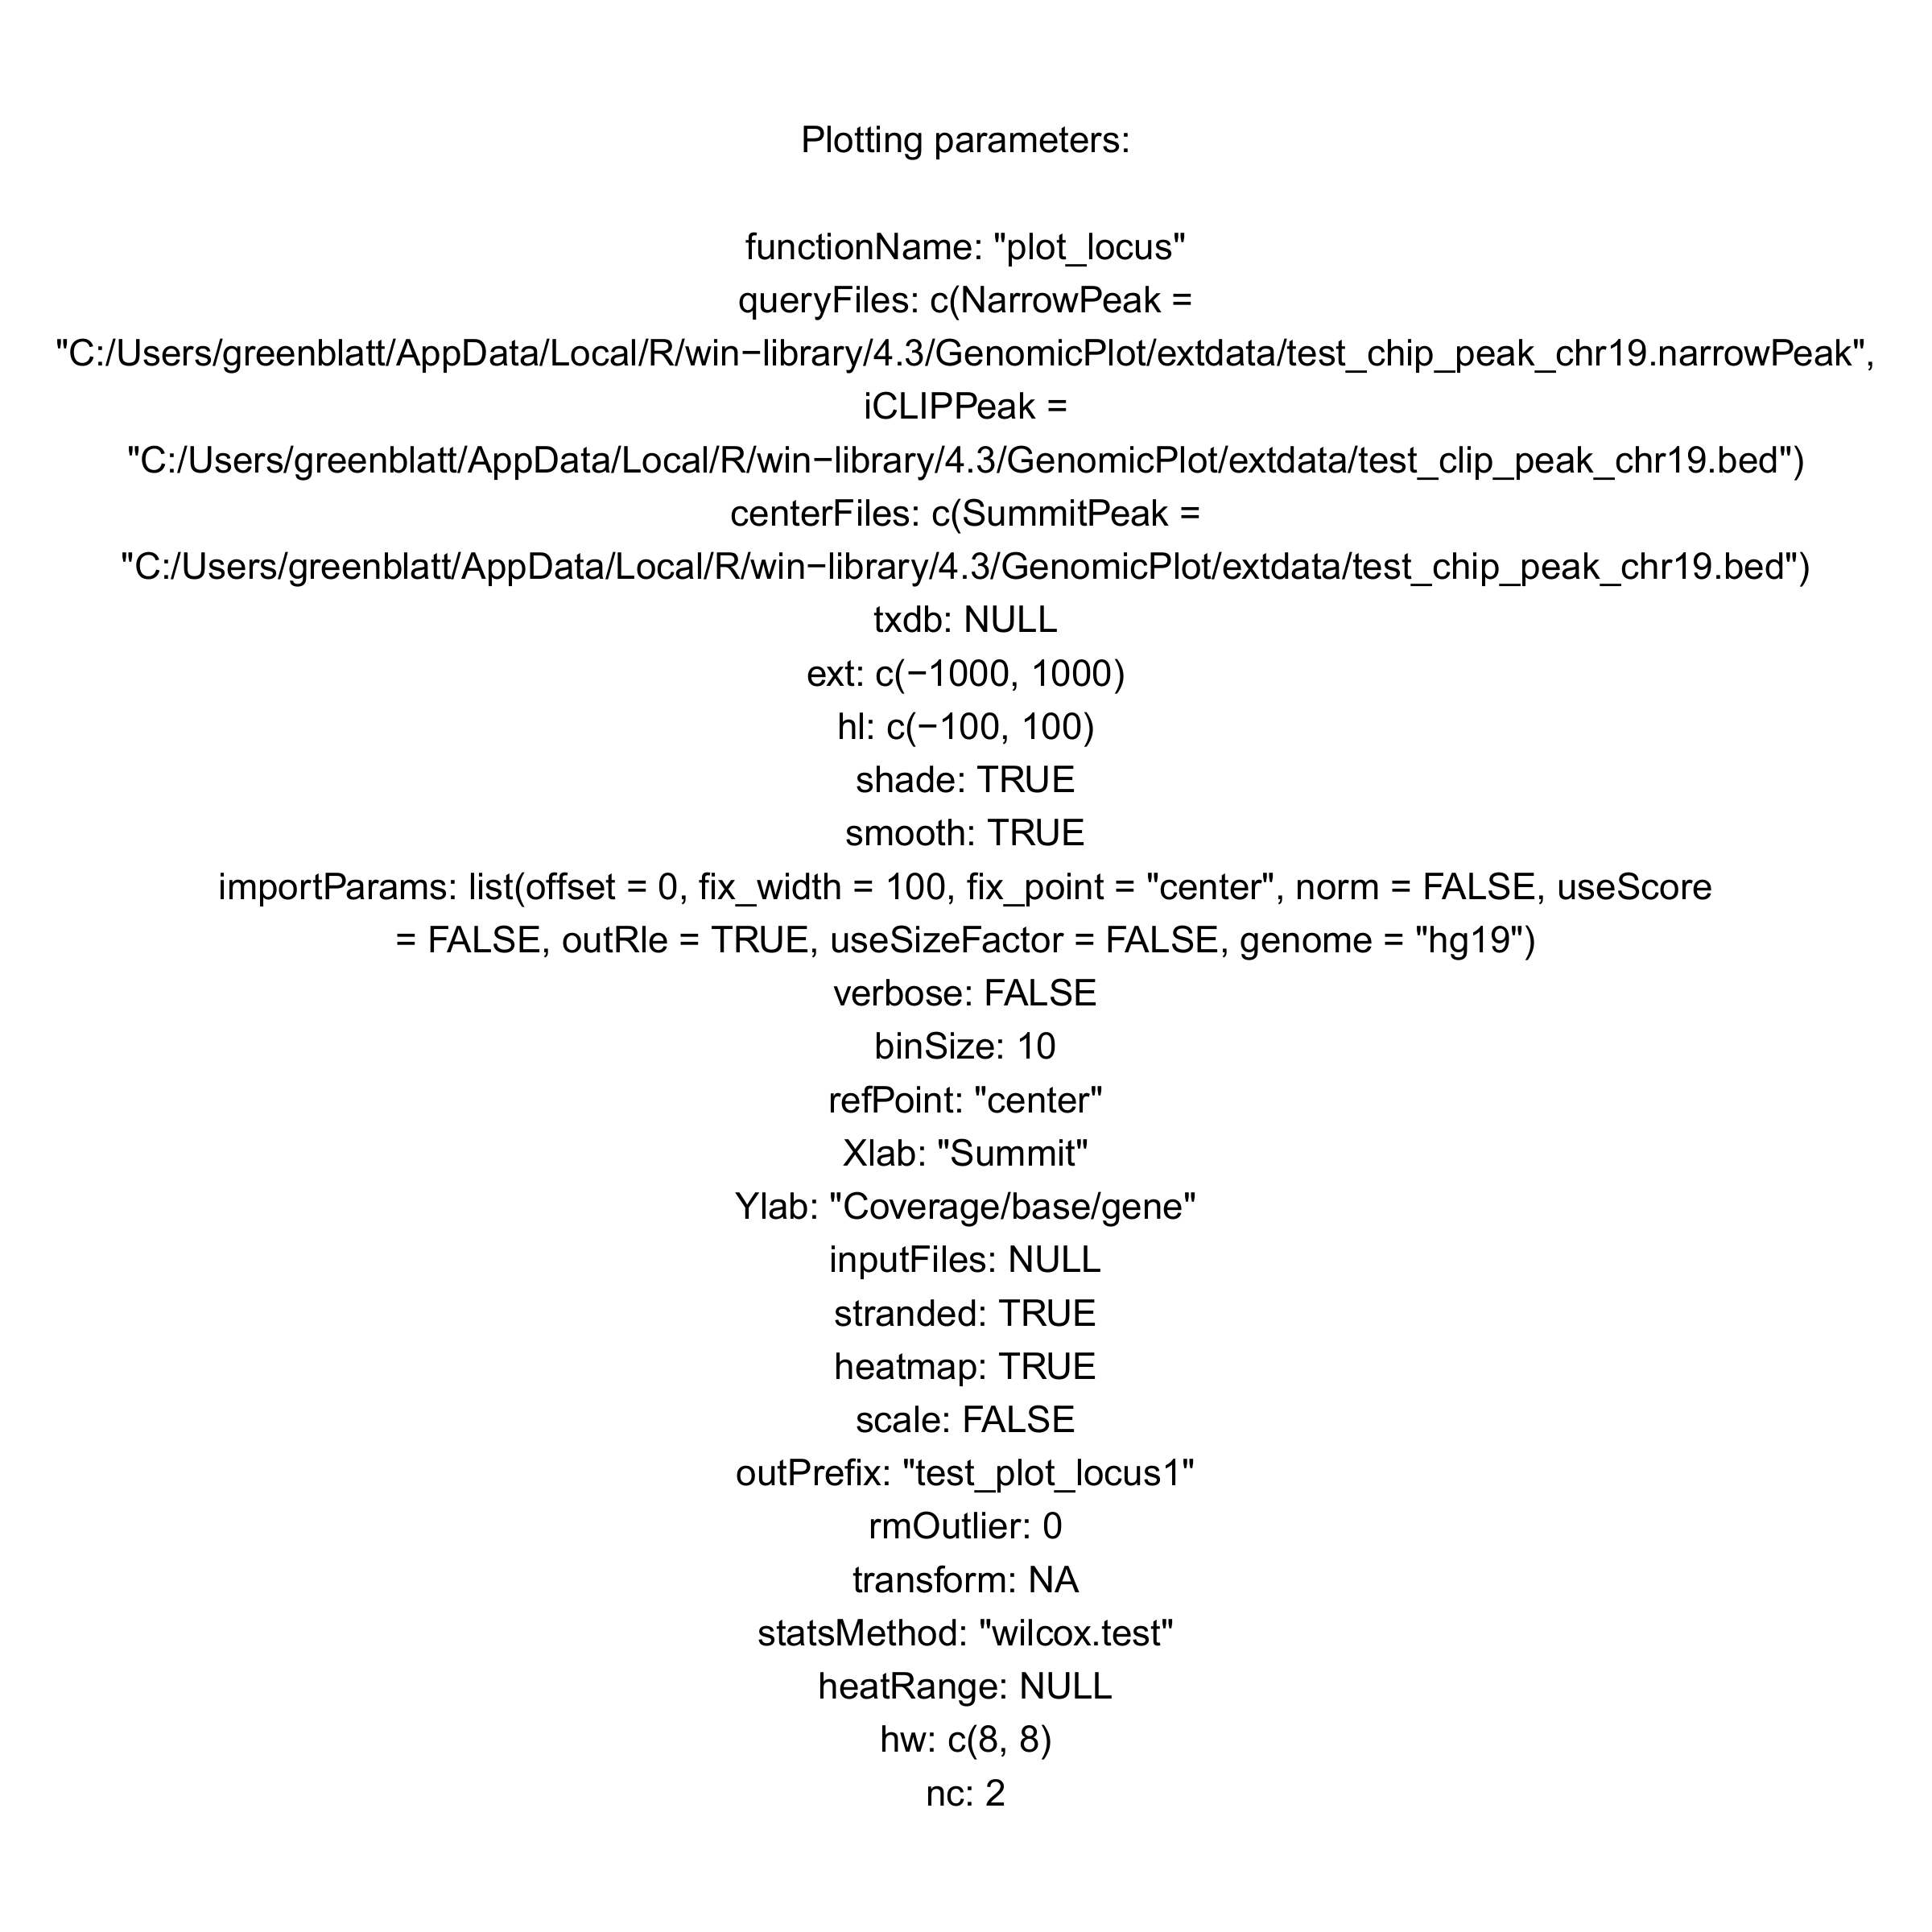 Plotting parameters:
functionName: "plot_locus"
queryFiles: c(NarrowPeak =
"C:/Users/greenblatt/AppData/Local/R/win−library/4.3/GenomicPlot/extdata/test_chip_peak_chr19.narrowPeak",
iCLIPPeak =
"C:/Users/greenblatt/AppData/Local/R/win−library/4.3/GenomicPlot/extdata/test_clip_peak_chr19.bed")
centerFiles: c(SummitPeak =
"C:/Users/greenblatt/AppData/Local/R/win−library/4.3/GenomicPlot/extdata/test_chip_peak_chr19.bed")
txdb: NULL
ext: c(−1000, 1000)
hl: c(−100, 100)
shade: TRUE
smooth: TRUE
importParams: list(offset = 0, fix_width = 100, fix_point = "center", norm = FALSE, useScore
= FALSE, outRle = TRUE, useSizeFactor = FALSE, genome = "hg19")
verbose: FALSE
binSize: 10
refPoint: "center"
Xlab: "Summit"
Ylab: "Coverage/base/gene"
inputFiles: NULL
stranded: TRUE
heatmap: TRUE
scale: FALSE
outPrefix: "test_plot_locus1"
rmOutlier: 0
transform: NA
statsMethod: "wilcox.test"
heatRange: NULL
hw: c(8, 8)
nc: 2